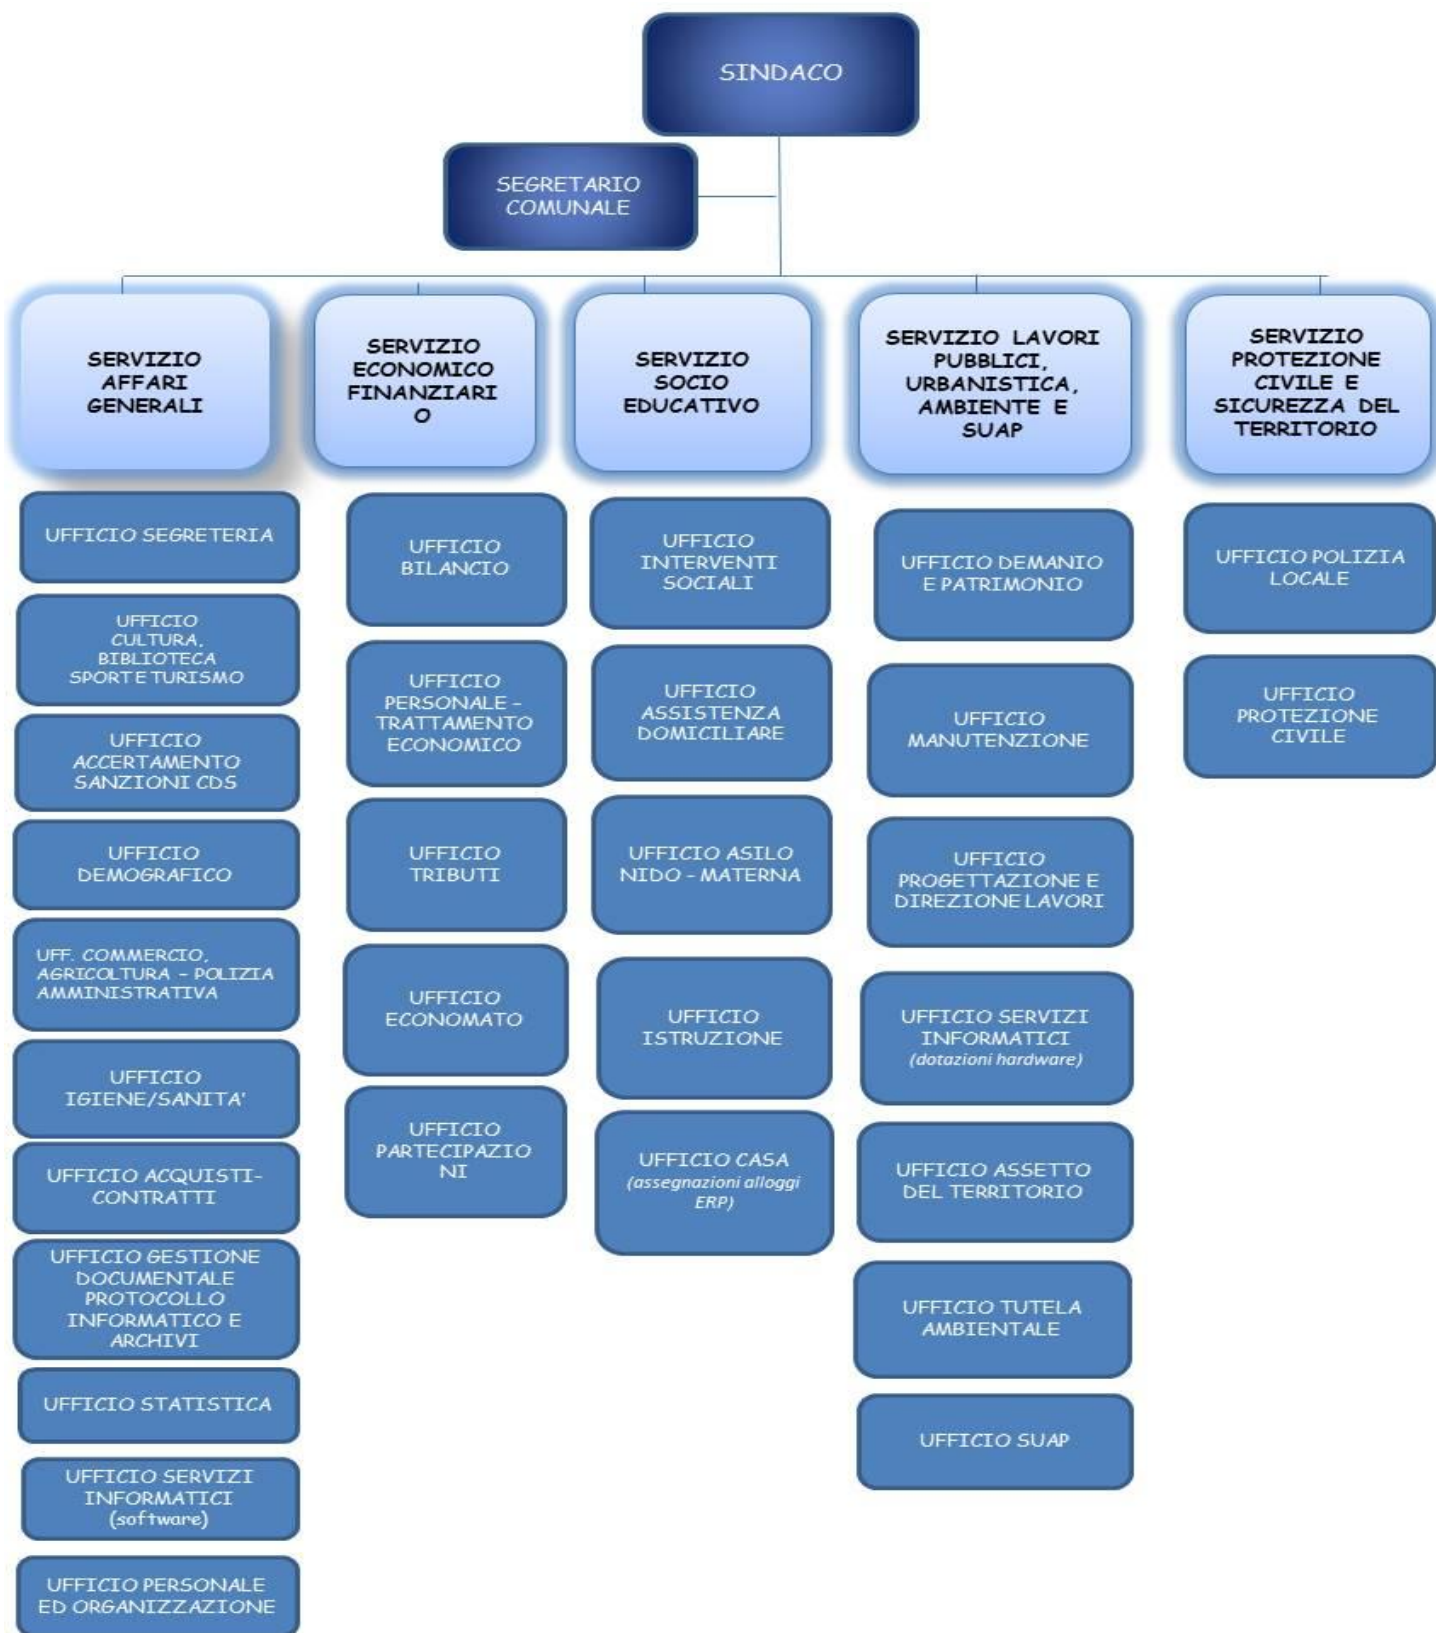 SINDACO
SEGRETARIO
COMUNALE
SERVIZIO
AFFARI
GENERALI
UFFICIO SEGRETERIA
UFFICIO
CULTURA,
BIBLIOTECA
SPORT E TURISMO
UFFICIO
ACCERTAMENTO
SANZIONI CDS
UFFICIO
DEMOGRAFICO
UFF. COMMERCIO,
AGRICOLTURA – POLIZIA
AMMINISTRATIVA
UFFICIO
IGIENE/SANITA’
UFFICIO ACQUISTI-
CONTRATTI
UFFICIO GESTIONE
DOCUMENTALE
PROTOCOLLO
INFORMATICO E
ARCHIVI
UFFICIO STATISTICA
UFFICIO SERVIZI
INFORMATICI
(software)
UFFICIO PERSONALE
ED ORGANIZZAZIONE
SERVIZIO
ECONOMICO
FINANZIARI
O
UFFICIO
BILANCIO
UFFICIO
PERSONALE –
TRATTAMENTO
ECONOMICO
UFFICIO
TRIBUTI
UFFICIO
ECONOMATO
UFFICIO
PARTECIPAZIO
NI
SERVIZIO
SOCIO
EDUCATIVO
UFFICIO
INTERVENTI
SOCIALI
UFFICIO
ASSISTENZA
DOMICILIARE
UFFICIO ASILO
NIDO – MATERNA
UFFICIO
ISTRUZIONE
UFFICIO CASA
(assegnazioni alloggi
ERP)
SERVIZIO LAVORI
PUBBLICI,
URBANISTICA,
AMBIENTE E
SUAP
UFFICIO DEMANIO
E PATRIMONIO
UFFICIO
MANUTENZIONE
UFFICIO
PROGETTAZIONE E
DIREZIONE LAVORI
UFFICIO SERVIZI
INFORMATICI
(dotazioni hardware)
UFFICIO ASSETTO
DEL TERRITORIO
UFFICIO TUTELA
AMBIENTALE
UFFICIO SUAP
SERVIZIO
PROTEZIONE
CIVILE E
SICUREZZA DEL
TERRITORIO
UFFICIO POLIZIA
LOCALE
UFFICIO
PROTEZIONE
CIVILE